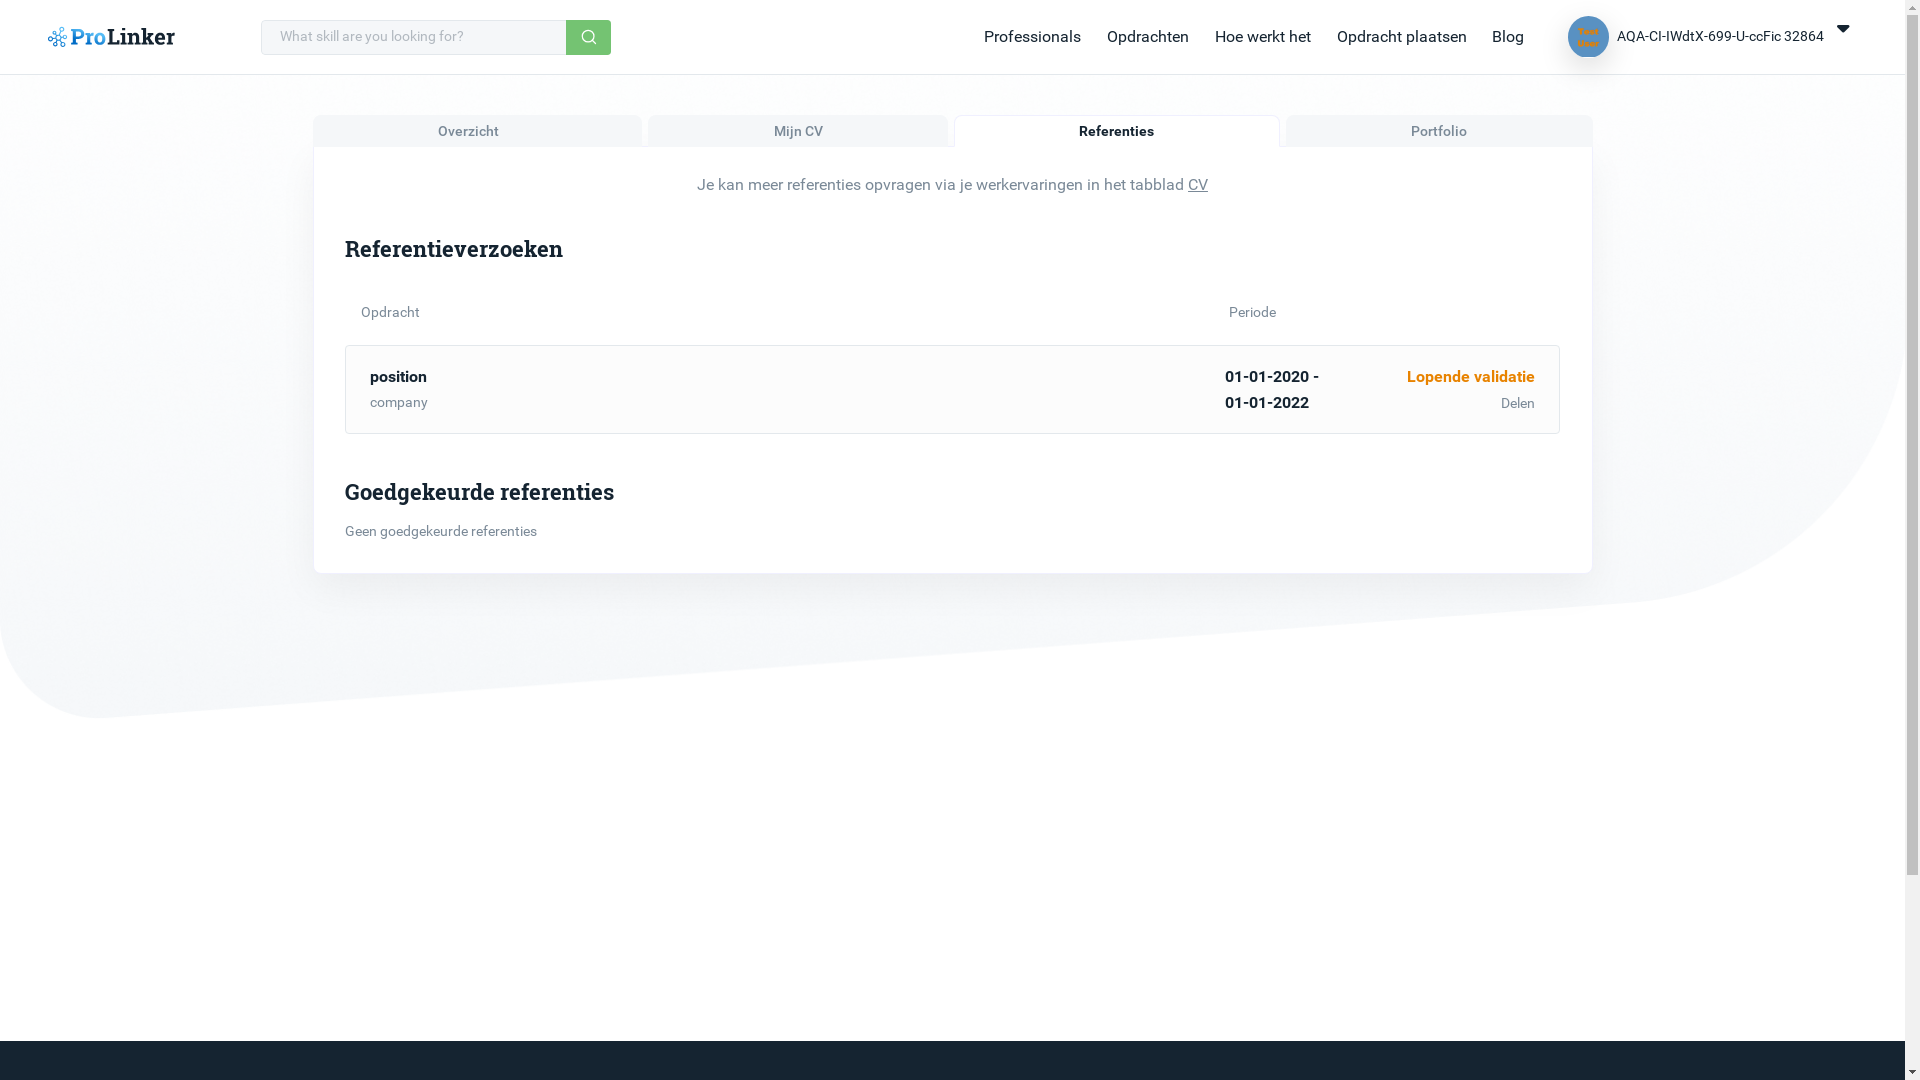 ProLinker
What skill are you looking for?
Professionals
Opdrachten
Hoe werkt het
Opdracht plaatsen
Blog
Test
User
AQA-CI-IWdtX-699-U-ccFic 32864
Overzicht
Mijn CV
Referenties
Portfolio
Je kan meer referenties opvragen via je werkervaringen in het tabblad CV
Referentieverzoeken
Opdracht
Periode
position
company
01-01-2020 -
01-01-2022
Lopende validatie
Delen
Goedgekeurde referenties
Geen goedgekeurde referenties